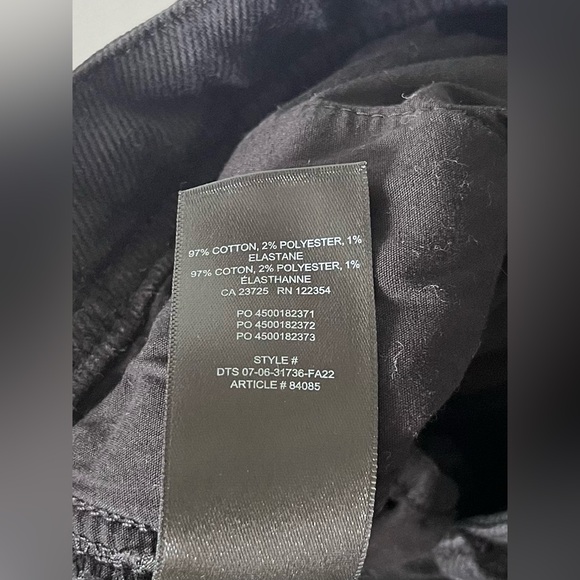 97% COTTON, 2% POLYESTER, 1%
ELASTANE
97% COTON, 2% POLYESTER, 1%
ÉLASTHANNE
CA 23725 RN 122354
PO 4500182371
PO 4500182372
PO 4500182373
STYLE #
DTS 07-06-31736-FA22
ARTICLE # 84085